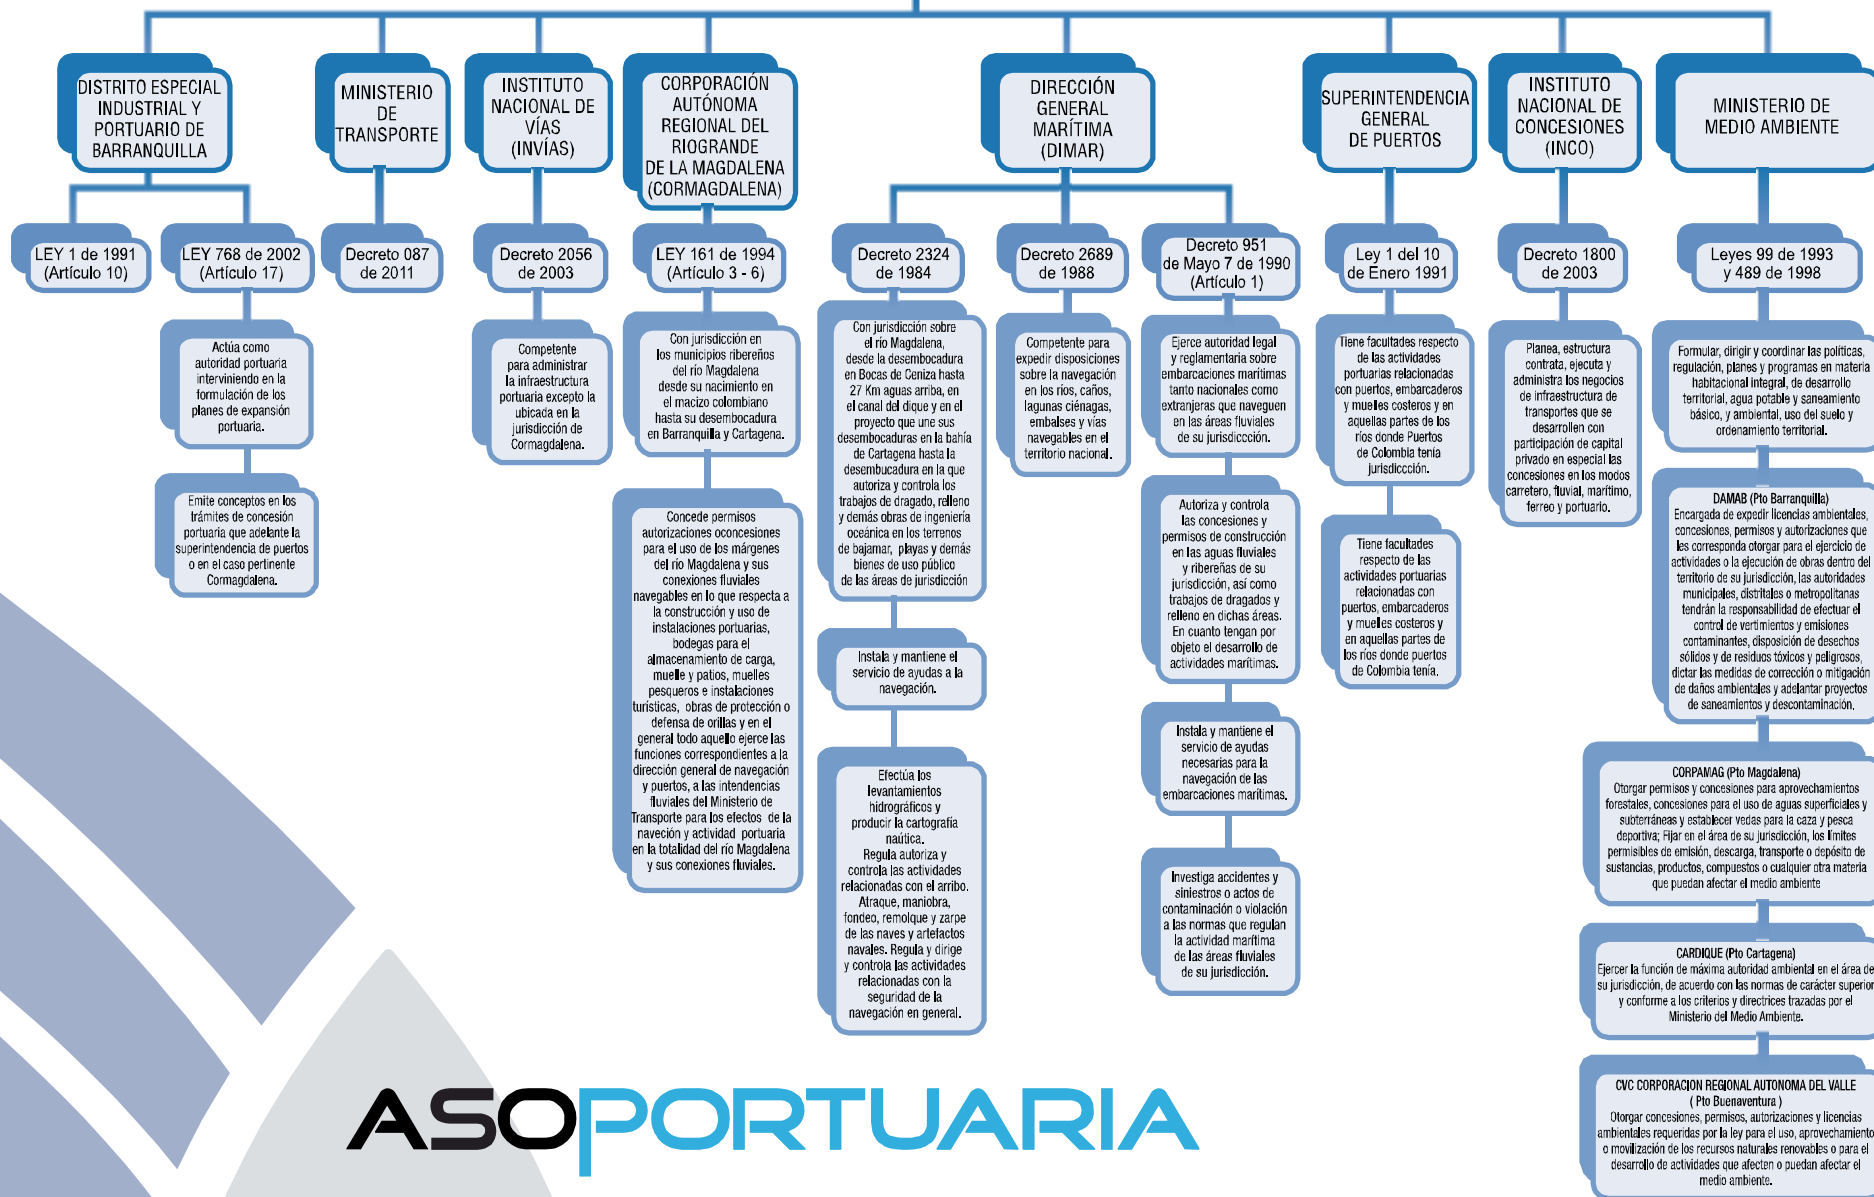 DISTRITO ESPECIAL
INDUSTRIAL Y
PORTUARIO DE
BARRANQUILLA
LEY 1 de 1991
(Artículo 10)
LEY 768 de 2002
(Artículo 17)
Actúa como
autoridad portuaria
interviniendo en la
formulación de los
planes de expansión
portuaria.
Emite conceptos en los
trámites de concesión
portuaria que adelante la
superintendencia de puertos
o en el caso pertinente
Cormagdalena.
MINISTERIO
DE
TRANSPORTE
Decreto 087
de 2011
INSTITUTO
NACIONAL DE
VÍAS
(INVÍAS)
Decreto 2056
de 2003
Competente
para administrar
la infraestructura
portuaria excepto la
ubicada en la
jurisdicción de
Cormagdalena.
CORPORACIÓN
AUTÓNOMA
REGIONAL DEL
RIOGRANDE
DE LA MAGDALENA
(CORMAGDALENA)
LEY 161 de 1994
(Artículo 3 - 6)
Con jurisdicción en
los municipios ribereños
del río Magdalena
desde su nacimiento en
el macizo colombiano
hasta su desembocadura
en Barranquilla y Cartagena.
Concede permisos
autorizaciones oconcesiones
para el uso de los márgenes
del río Magdalena y sus
conexiones fluviales
navegables en lo que respecta a
la construcción y uso de
instalaciones portuarias,
bodegas para el
almacenamiento de carga,
muelle y patios, muelles
pesqueros e instalaciones
turísticas, obras de protección o
defensa de orillas y en el
general todo aquello ejerce las
funciones correspondientes a la
dirección general de navegación
y puertos, a las intendencias
fluviales del Ministerio de
Transporte para los efectos de la
naveción y actividad portuaria
en la totalidad del río Magdalena
y sus conexiones fluviales.
DIRECCIÓN
GENERAL
MARÍTIMA
(DIMAR)
Decreto 2324
de 1984
Con jurisdicción sobre
el río Magdalena,
desde la desembocadura
en Bocas de Ceniza hasta
27 Km aguas arriba, en
el canal del dique y en el
proyecto que une sus
desembocaduras en la bahía
de Cartagena hasta la
desembucadura en la que
autoriza y controla los
trabajos de dragado, relleno
y demás obras de ingeniería
oceánica en los terrenos
de bajamar, playas y demás
bienes de uso público
de las áreas de jurisdicción
Instala y mantiene el
servicio de ayudas a la
navegación.
Efectúa los
levantamientos
hidrográficos y
producir la cartografía
naútica.
Regula autoriza y
controla las actividades
relacionadas con el arribo.
Atraque, maniobra,
fondeo, remolque y zarpe
de las naves y artefactos
navales. Regula y dirige
y controla las actividades
relacionadas con la
seguridad de la
navegación en general.
Decreto 2689
de 1988
Competente para
expedir disposiciones
sobre la navegación
en los ríos, caños,
lagunas ciénagas,
embalses y vías
navegables en el
territorio nacional.
Decreto 951
de Mayo 7 de 1990
(Artículo 1)
Ejerce autoridad legal
y reglamentaria sobre
embarcaciones marítimas
tanto nacionales como
extranjeras que naveguen
en las áreas fluviales
de su jurisdicción.
Autoriza y controla
las concesiones y
permisos de construcción
en las aguas fluviales
y ribereñas de su
jurisdicción, así como
trabajos de dragados y
relleno en dichas áreas.
En cuanto tengan por
objeto el desarrollo de
actividades marítimas.
Instala y mantiene el
servicio de ayudas
necesarias para la
navegación de las
embarcaciones marítimas.
Investiga accidentes y
siniestros o actos de
contaminación o violación
a las normas que regulan
la actividad marítima
de las áreas fluviales
de su jurisdicción.
SUPERINTENDENCIA
GENERAL
DE PUERTOS
Ley 1 del 10
de Enero 1991
Tiene facultades respecto
de las actividades
portuarias relacionadas
con puertos, embarcaderos
y muelles costeros y en
aquellas partes de los
ríos donde Puertos
de Colombia tenía
jurisdiccción.
Tiene facultades
respecto de las
actividades portuarias
relacionadas con
puertos, embarcaderos
y muelles costeros y
en aquellas partes de
los ríos donde puertos
de Colombia tenía.
INSTITUTO
NACIONAL DE
CONCESIONES
(INCO)
Decreto 1800
de 2003
Planea, estructura
contrata, ejecuta y
administra los negocios
de infraestructura de
transportes que se
desarrollen con
participación de capital
privado en especial las
concesiones en los modos
carretero, fluvial, marítimo,
ferreo y portuario.
MINISTERIO DE
MEDIO AMBIENTE
Leyes 99 de 1993
y 489 de 1998
Formular, dirigir y coordinar las políticas,
regulación, planes y programas en materia
habitacional integral, de desarrollo
territorial, agua potable y saneamiento
básico, y ambiental, uso del suelo y
ordenamiento territorial.
DAMAB (Pto Barranquilla)
Encargada de expedir licencias ambientales,
concesiones, permisos y autorizaciones que
les corresponda otorgar para el ejercicio de
actividades o la ejecución de obras dentro del
territorio de su jurisdicción, las autoridades
municipales, distritales o metropolitanas
tendrán la responsabilidad de efectuar el
control de vertimientos y emisiones
contaminantes, disposición de desechos
sólidos y de residuos tóxicos y peligrosos,
dictar las medidas de corrección o mitigación
de daños ambientales y adelantar proyectos
de saneamientos y descontaminación.
CORPAMAG (Pto Magdalena)
Otorgar permisos y concesiones para aprovechamientos
forestales, concesiones para el uso de aguas superficiales y
subterráneas y establecer vedas para la caza y pesca
deportiva; Fijar en el área de su jurisdicción, los límites
permisibles de emisión, descarga, transporte o depósito de
sustancias, productos, compuestos o cualquier otra materia
que puedan afectar el medio ambiente
CARDIQUE (Pto Cartagena)
Ejercer la función de máxima autoridad ambiental en el área de
su jurisdicción, de acuerdo con las normas de carácter superior
y conforme a los criterios y directrices trazadas por el
Ministerio del Medio Ambiente.
CVC CORPORACION REGIONAL AUTONOMA DEL VALLE
( Pto Buenaventura )
Otorgar concesiones, permisos, autorizaciones y licencias
ambientales requeridas por la ley para el uso, aprovechamiento
o movilización de los recursos naturales renovables o para el
desarrollo de actividades que afecten o puedan afectar el
medio ambiente.
ASOPORTUARIA